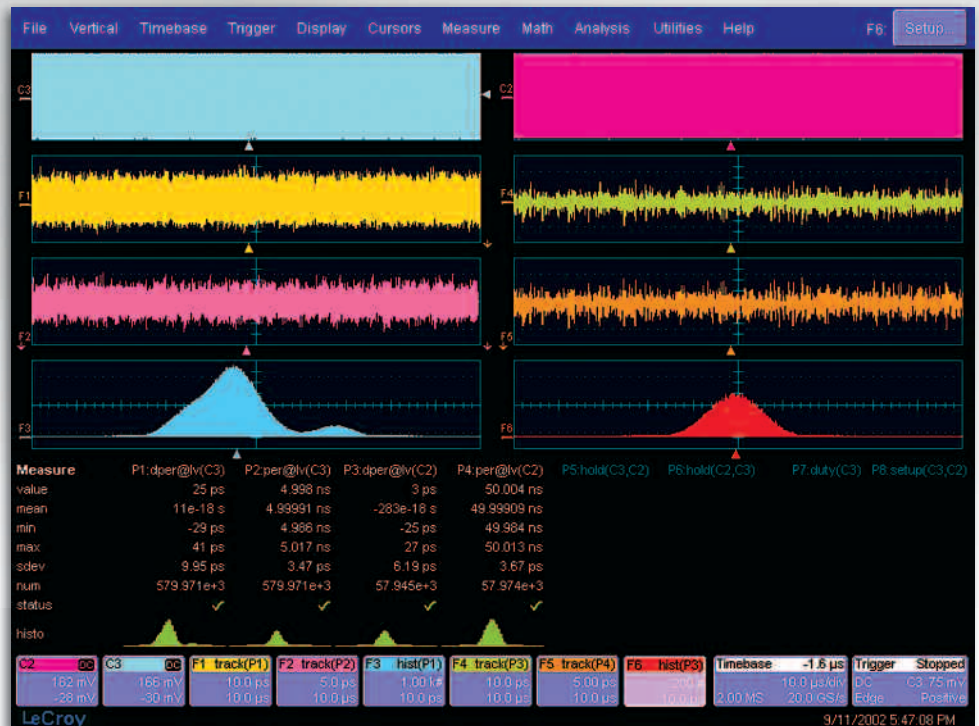 File Vertical Timebase Trigger Display Cursors Measure Math Analysis Utilities Help F6: Setup...
C3 C2
F1 F4
F2 F6
F3 F6
Measure P1:dper@lv(C3) P2:per@lv(C3) P3:dper@lv(C2) P4:per@lv(C2) P5:hold(C3,C2) P6:hold(C2,C3) P7:duty(C3) P8:setup(C3,C2)
value 25 ps 4.998 ns 3 ps 50.004 ns
mean 11e-18 s 4.99991 ns -283e-18 s 49.99909 ns
min -29 ps 4.986 ns -25 ps 49.984 ns
max 41 ps 5.017 ns 27 ps 50.013 ns
sdev 9.95 ps 3.47 ps 6.19 ps 3.67 ps
num 579.971e+3 579.971e+3 57.945e+3 57.974e+3
status
histo
C2 DC C3 DC F1 track(P1) F2 track(P2) F3 hist(P1) F4 track(P3) F5 track(P4) F6 hist(P3) Timebase -1.6 µs Trigger Stopped
162 mV 166 mV 10.0 ps 5.0 ps 1.00 k# 10.0 ps 5.00 ps 10.0 µs/div DC C3 3.75 mV
-28 mV -30 mV 10.0 µs 10.0 µs 10.0 ps 10.0 µs 10.0 µs 2.00 MS 20.0 GS/s Edge Positive
LeCroy 9/11/2002 5:47:08 PM